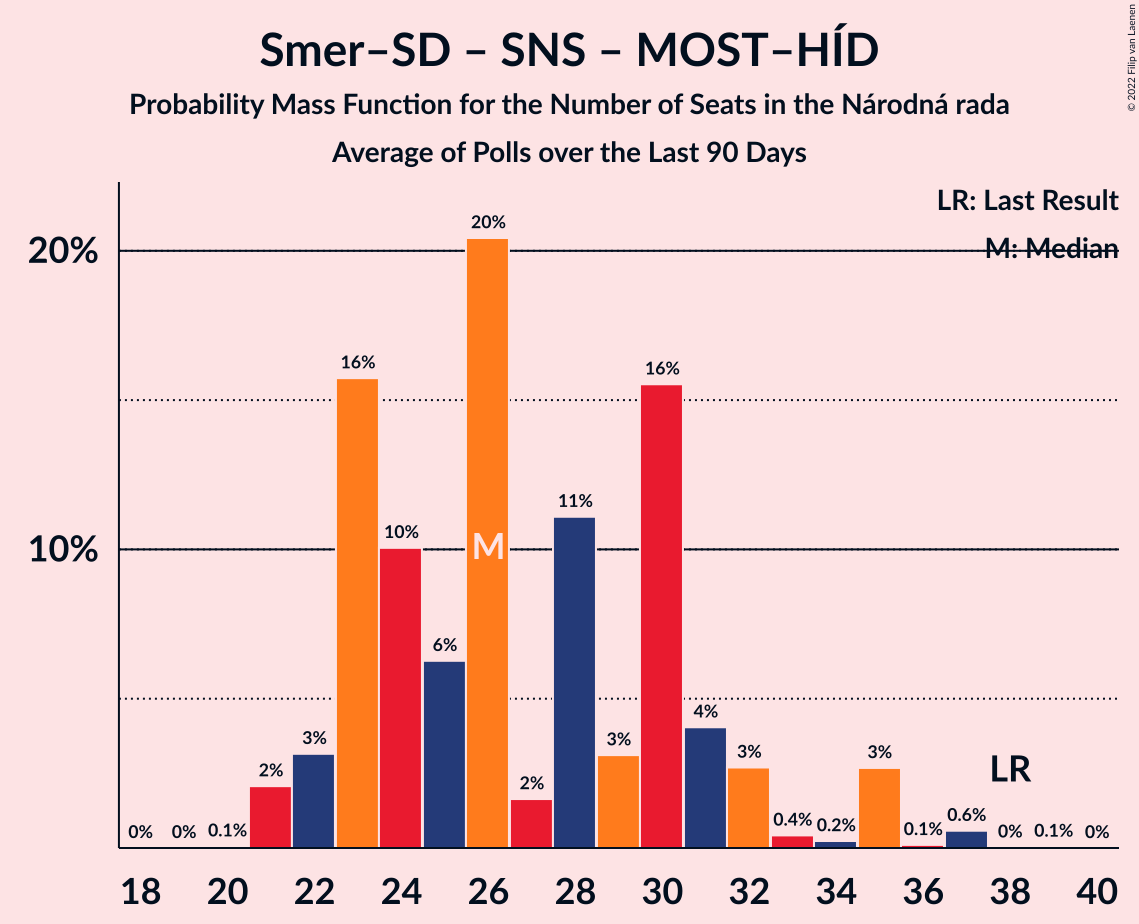 Smer–SD – SNS – MOST–HÍD
Probability Mass Function for the Number of Seats in the Národná rada
Average of Polls over the Last 90 Days
© 2022 Filip van Laenen
LR: Last Result
M: Median
20%
10%
0%
0%
0.1%
2%
3%
16%
10%
6%
20%
2%
11%
3%
16%
4%
3%
0.4%
0.2%
3%
0.1%
0.6%
0%
0.1%
0%
M
LR
18 20 22 24 26 28 30 32 34 36 38 40